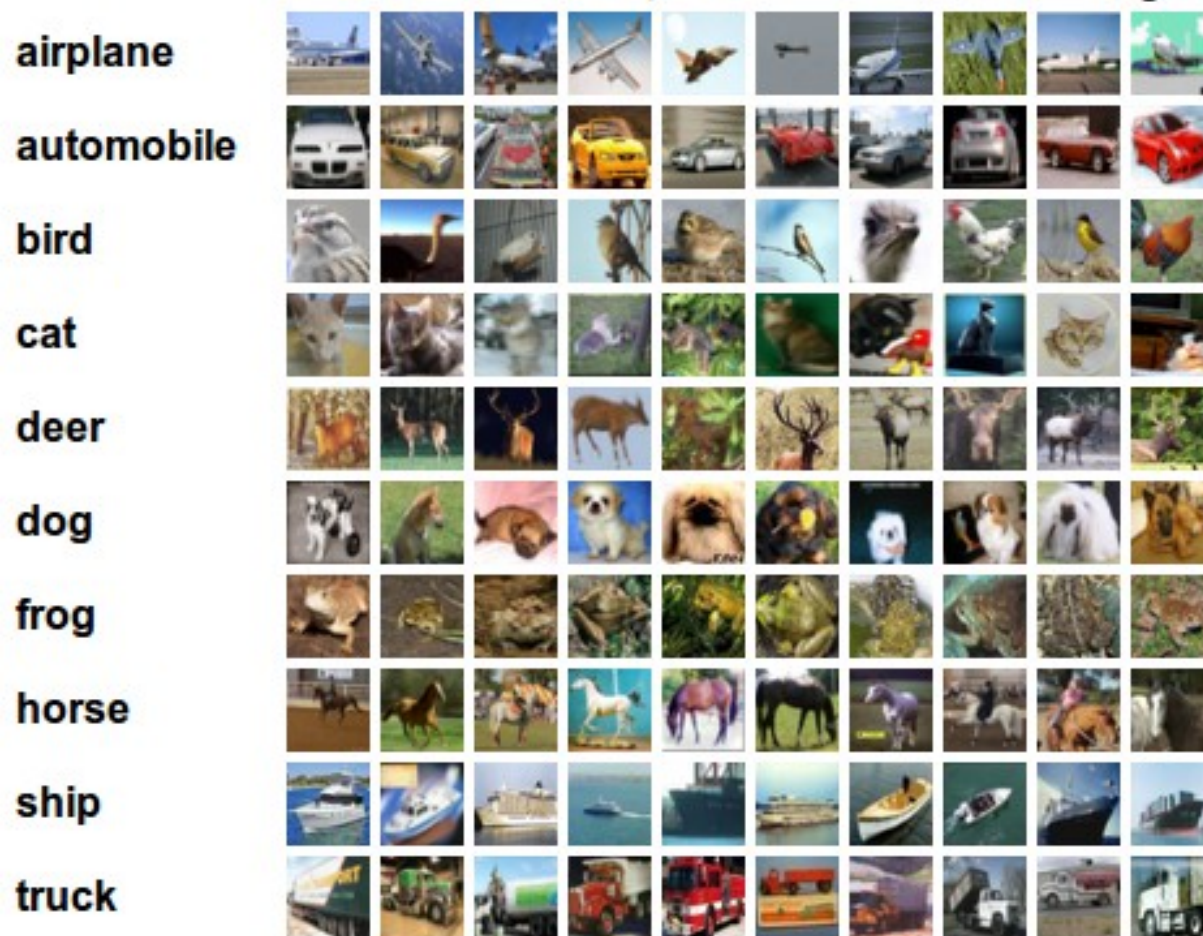 airplane
automobile
bird
cat
deer
dog
frog
horse
ship
truck